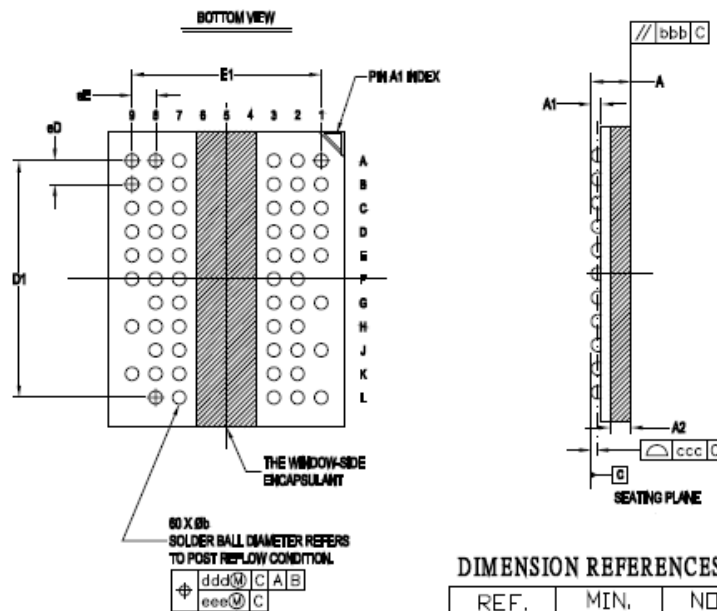 BOTTOM VIEW
// bbb C
E1
A
PIN A1 INDEX
eE
A1
9 8 7 6 5 4 3 2 1
eD
A
B
C
D
E
D1
F
G
H
J
K
L
A2
ccc C
THE WINDOW-SIDE
ENCAPSULANT
C
SEATING PLANE
60 X Øb
SOLDER BALL DIAMETER REFERS
TO POST REFLOW CONDITION.
ddd Ⓜ C A B
eee Ⓜ C
DIMENSION REFERENCES
REF. MIN. NO